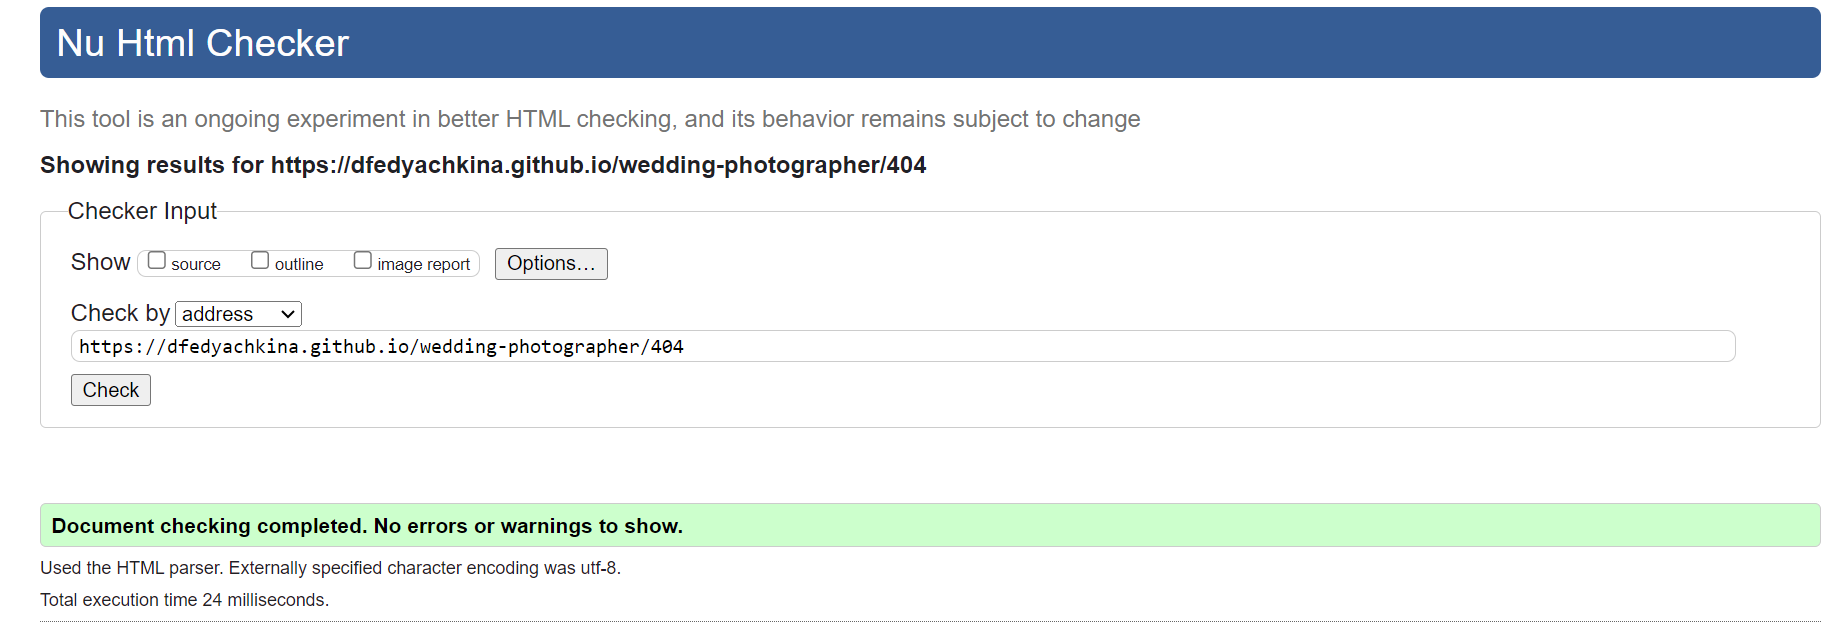 Nu Html Checker
This tool is an ongoing experiment in better HTML checking, and its behavior remains subject to change
Showing results for https://dfedyachkina.github.io/wedding-photographer/404
Checker Input
Show source outline image report Options...
Check by address
https://dfedyachkina.github.io/wedding-photographer/404
Check
Document checking completed. No errors or warnings to show.
Used the HTML parser. Externally specified character encoding was utf-8.
Total execution time 24 milliseconds.